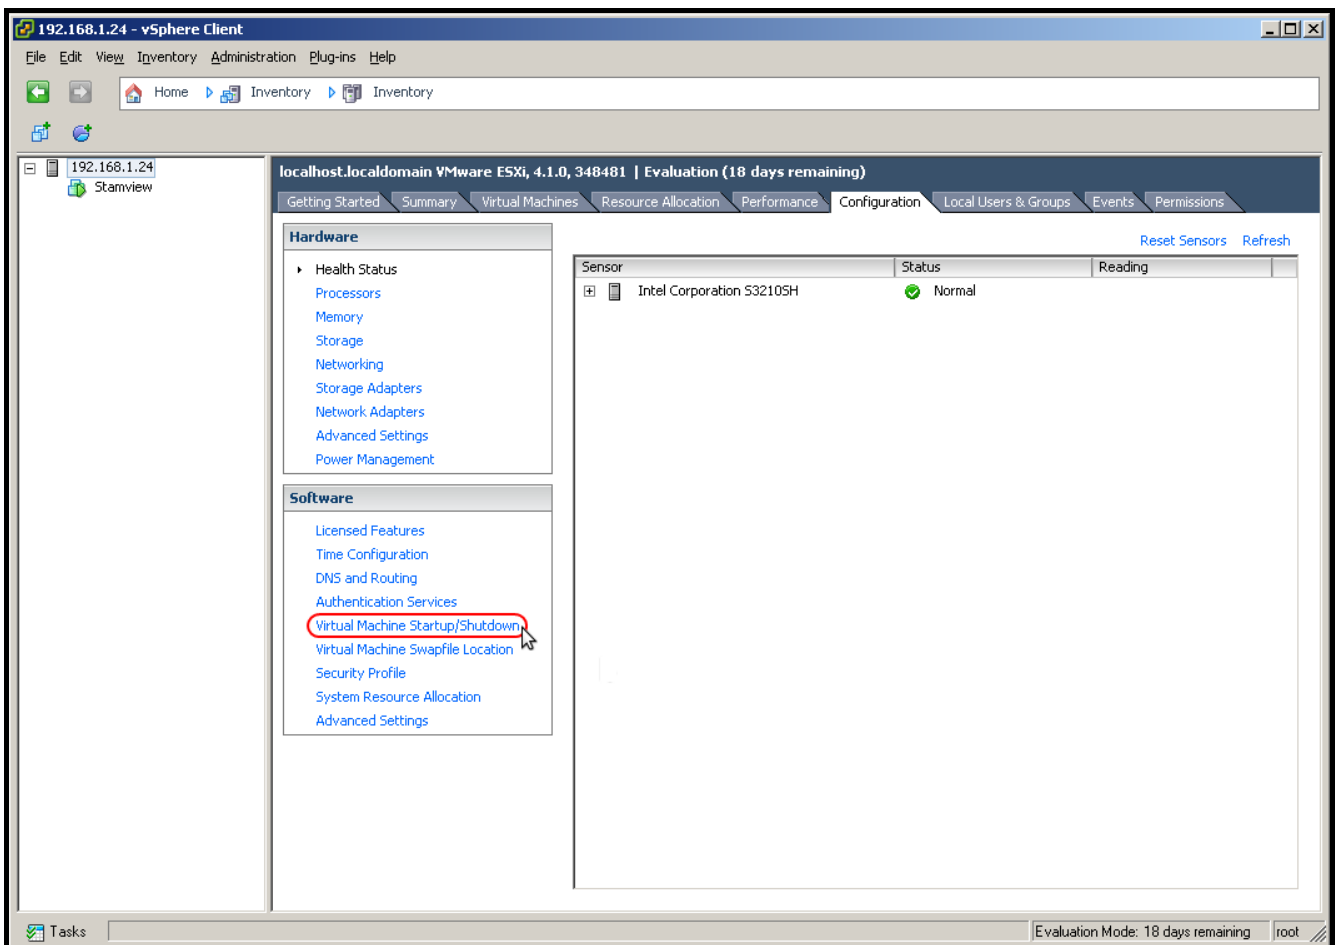 192.168.1.24 - vSphere Client
File Edit View Inventory Administration Plug-ins Help
Home Inventory Inventory
192.168.1.24
Stamview
localhost.localdomain VMware ESXi, 4.1.0, 348481 | Evaluation (18 days remaining)
Getting Started Summary Virtual Machines Resource Allocation Performance Configuration Local Users & Groups Events Permissions
Hardware
Health Status
Processors
Memory
Storage
Networking
Storage Adapters
Network Adapters
Advanced Settings
Power Management
Software
Licensed Features
Time Configuration
DNS and Routing
Authentication Services
Virtual Machine Startup/Shutdown
Virtual Machine Swapfile Location
Security Profile
System Resource Allocation
Advanced Settings
Reset Sensors Refresh
Sensor Status Reading
Intel Corporation S3210SH Normal
Tasks
Evaluation Mode: 18 days remaining root